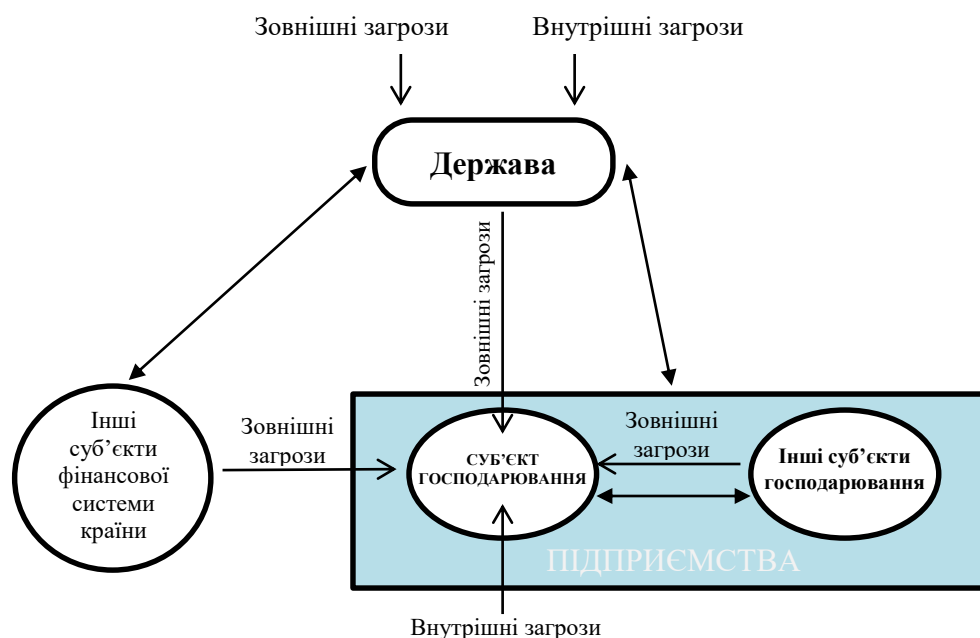 Зовнішні загрози
Внутрішні загрози
Держава
Зовнішні загрози
Інші
суб’єкти
фінансової
системи
країни
Зовнішні
загрози
СУБ’ЄКТ
ГОСПОДАРЮВАННЯ
Зовнішні
загрози
Інші суб’єкти
господарювання
ПІДПРИЄМСТВА
Внутрішні загрози